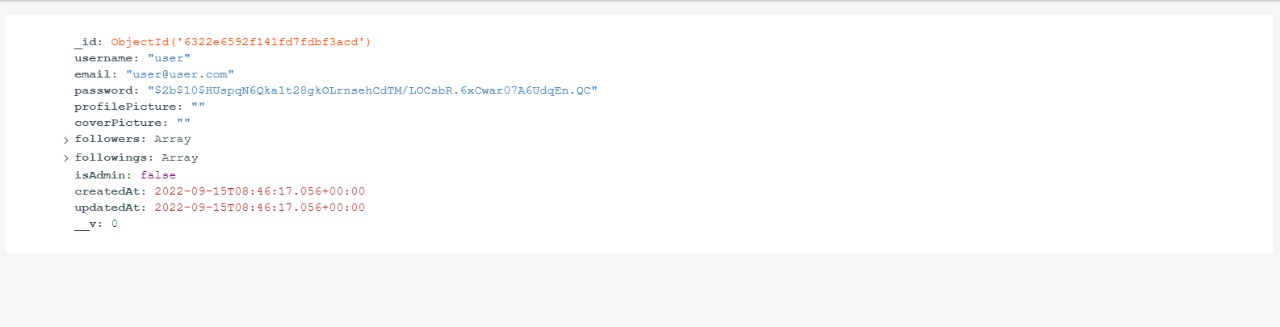 _id: ObjectId('6322e6592f141fd7fdbf3acd')
username: "user"
email: "user@user.com"
password: "$2b$10$HUspqN6Qka1t28gkOLrnsehCdTM/LOCsbR.6xCwar07A6UdqEn.QC"
profilePicture: ""
coverPicture: ""
followers: Array
followings: Array
isAdmin: false
createdAt: 2022-09-15T08:46:17.056+00:00
updatedAt: 2022-09-15T08:46:17.056+00:00
__v: 0